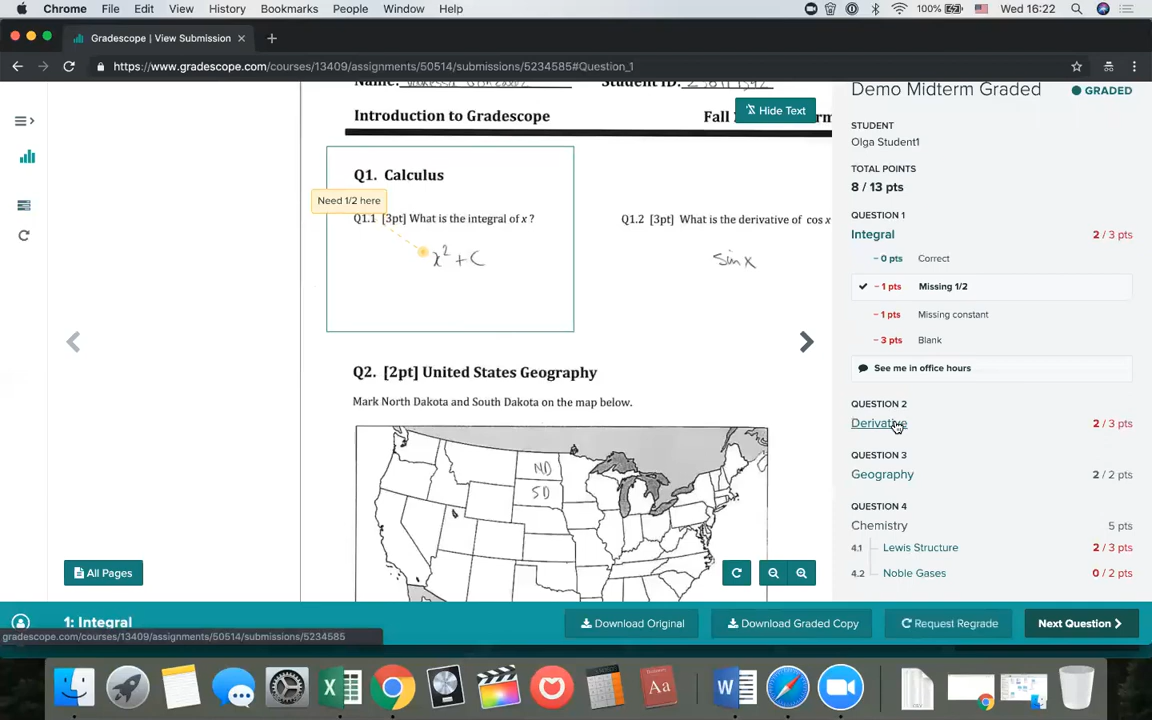 Chrome File Edit View History Bookmarks People Window Help 100% Wed 16:22
Gradescope | View Submission
https://www.gradescope.com/courses/13409/assignments/50514/submissions/5234585#Question_1
Name: Student ID:
Introduction to Gradescope Fall
Hide Text
Q1. Calculus
Need 1/2 here
Q1.1 [3pt] What is the integral of x ?
x² + C
Q1.2 [3pt] What is the derivative of cos x
sin x
Q2. [2pt] United States Geography
Mark North Dakota and South Dakota on the map below.
ND
SD
All Pages
Demo Midterm Graded GRADED
STUDENT
Olga Student1
TOTAL POINTS
8 / 13 pts
QUESTION 1
Integral 2 / 3 pts
− 0 pts Correct
− 1 pts Missing 1/2
− 1 pts Missing constant
− 3 pts Blank
See me in office hours
QUESTION 2
Derivative 2 / 3 pts
QUESTION 3
Geography 2 / 2 pts
QUESTION 4
Chemistry 5 pts
4.1 Lewis Structure 2 / 3 pts
4.2 Noble Gases 0 / 2 pts
1: Integral
Download Original
Download Graded Copy
Request Regrade
Next Question
gradescope.com/courses/13409/assignments/50514/submissions/5234585